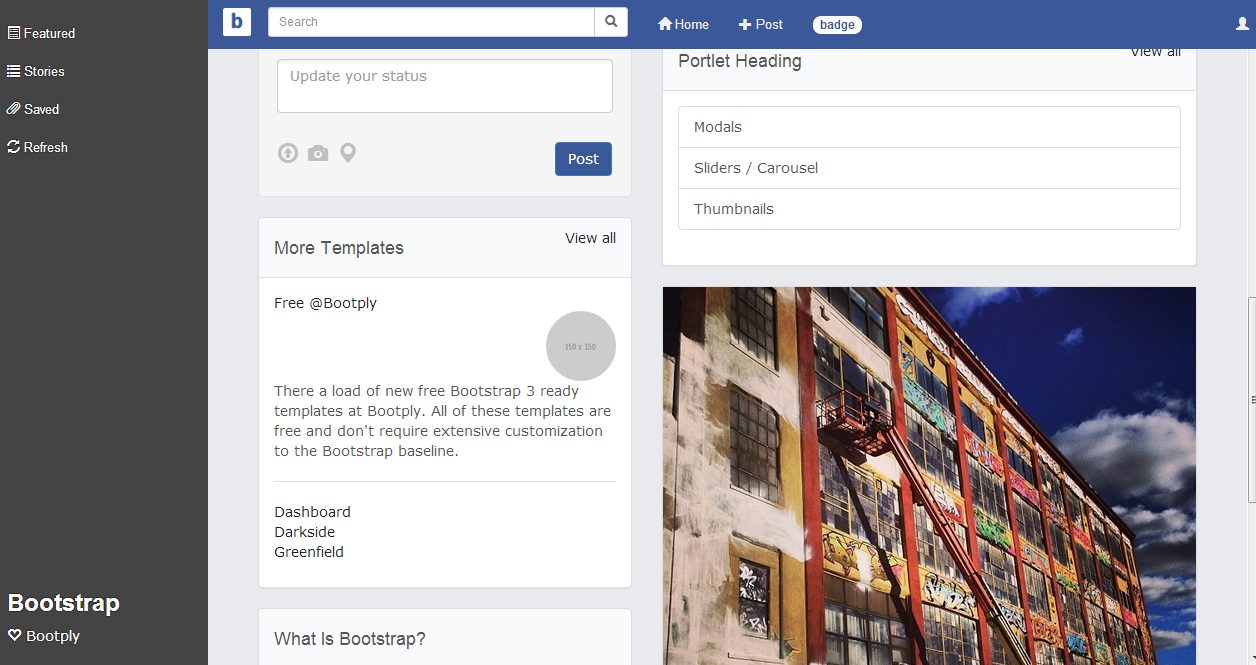 Featured
Stories
Saved
Refresh
Bootstrap
Bootply
b
Search
Home
Post
badge
Update your status
Post
More Templates
View all
Free @Bootply
150 x 150
There a load of new free Bootstrap 3 ready
templates at Bootply. All of these templates are
free and don't require extensive customization
to the Bootstrap baseline.
Dashboard
Darkside
Greenfield
What Is Bootstrap?
Portlet Heading
View all
Modals
Sliders / Carousel
Thumbnails